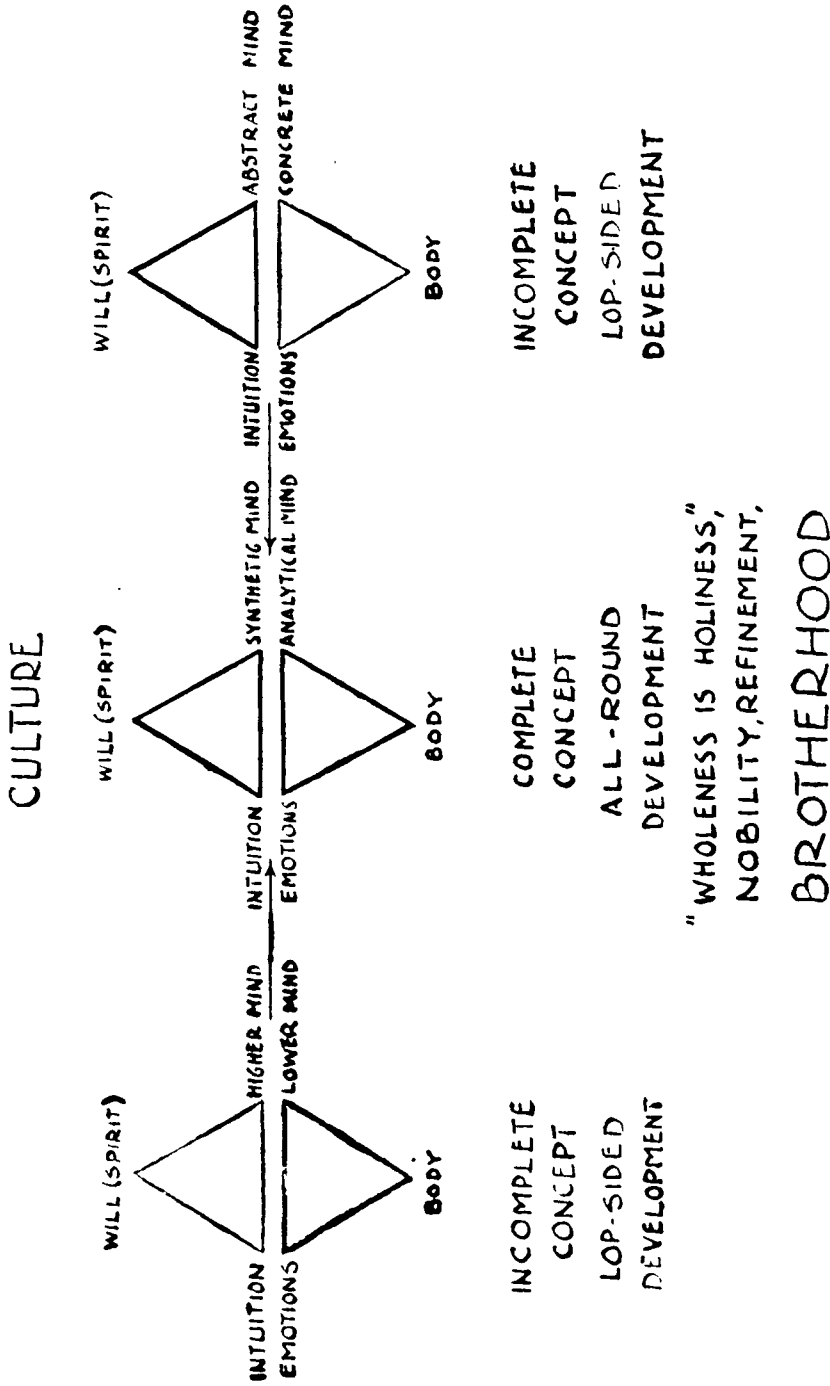 CULTURE
WILL (SPIRIT)
INTUITION HIGHER MIND
EMOTIONS LOWER MIND
BODY
INCOMPLETE
CONCEPT
LOP-SIDED
DEVELOPMENT
WILL (SPIRIT)
INTUITION SYNTHETIC MIND
EMOTIONS ANALYTICAL MIND
BODY
COMPLETE
CONCEPT
ALL-ROUND
DEVELOPMENT
"WHOLENESS IS HOLINESS",
NOBILITY, REFINEMENT,
BROTHERHOOD
WILL (SPIRIT)
INTUITION ABSTRACT MIND
EMOTIONS CONCRETE MIND
BODY
INCOMPLETE
CONCEPT
LOP-SIDED
DEVELOPMENT